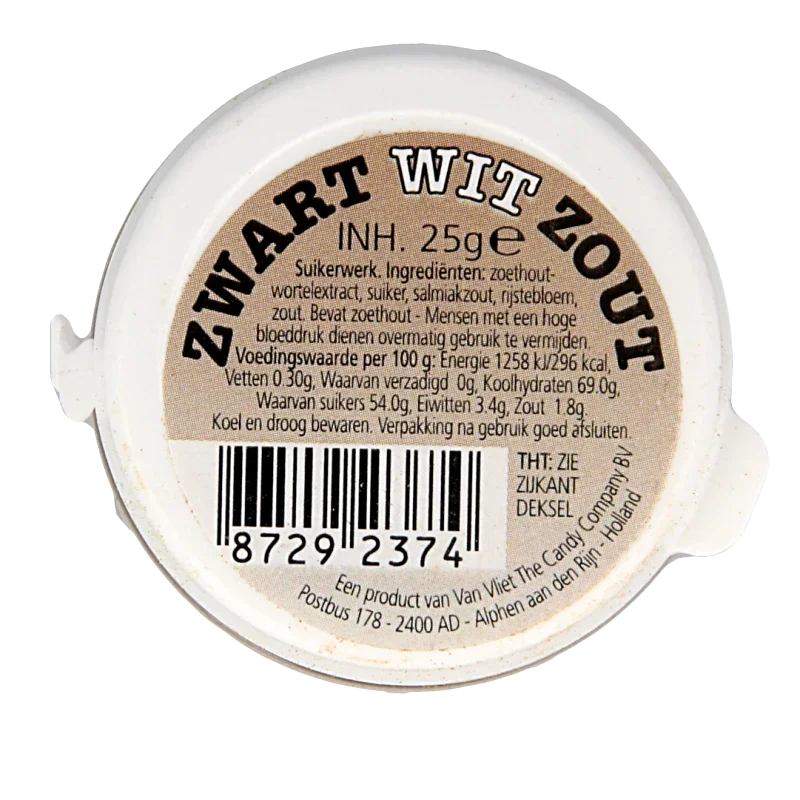 ZWART WIT ZOUT
INH. 25g ℮
Suikerwerk. Ingrediënten: zoethout-
wortelextract, suiker, salmiakzout, rijstebloem,
zout. Bevat zoethout - Mensen met een hoge
bloeddruk dienen overmatig gebruik te vermijden.
Voedingswaarde per 100 g: Energie 1258 kJ/296 kcal,
Vetten 0.30g, Waarvan verzadigd 0g, Koolhydraten 69.0g,
Waarvan suikers 54.0g, Eiwitten 3.4g, Zout 1.8g.
Koel en droog bewaren. Verpakking na gebruik goed afsluiten.
THT: ZIE
ZIJKANT
DEKSEL
8729 2374
Een product van Van Vliet The Candy Company BV
Postbus 178 - 2400 AD - Alphen aan den Rijn - Holland